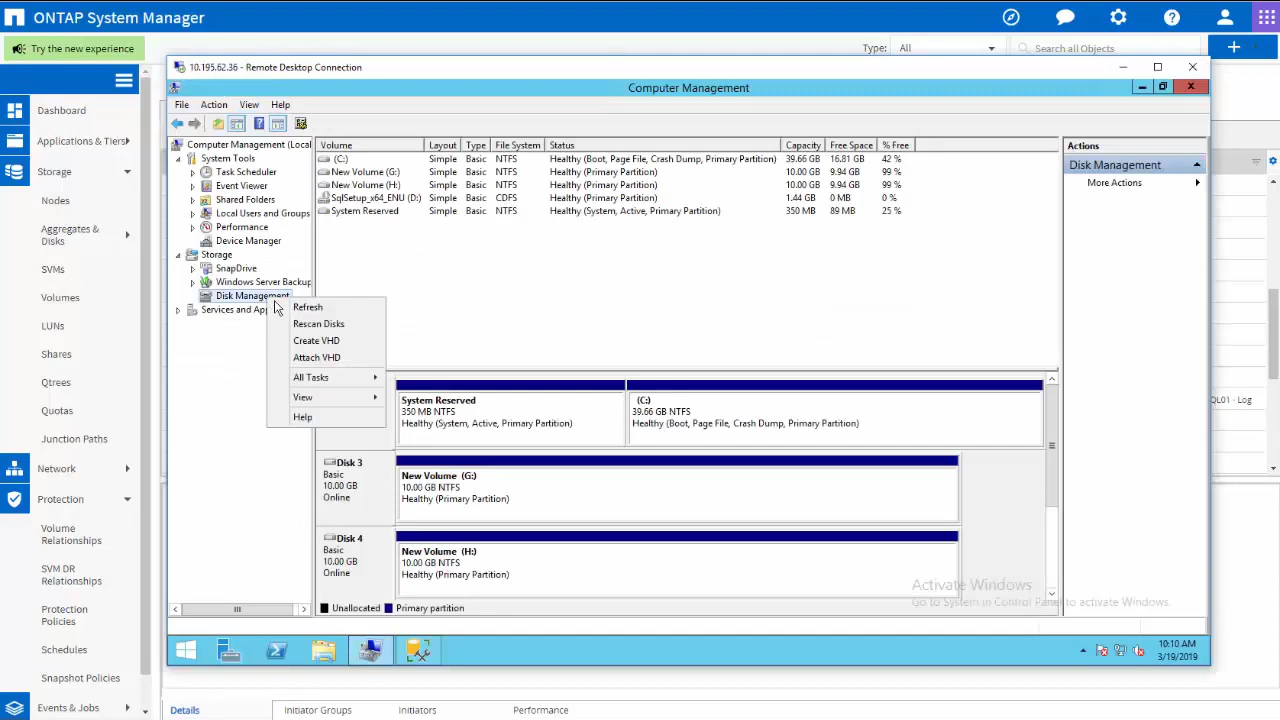 ONTAP System Manager
Try the new experience
Type: All Search all Objects
10.195.62.36 - Remote Desktop Connection
Computer Management
File Action View Help
Dashboard
Applications & Tiers
Storage
Nodes
Aggregates &
Disks
SVMs
Volumes
LUNs
Shares
Qtrees
Quotas
Junction Paths
Network
Protection
Volume
Relationships
SVM DR
Relationships
Protection
Policies
Schedules
Snapshot Policies
Events & Jobs
Computer Management (Local
System Tools
Task Scheduler
Event Viewer
Shared Folders
Local Users and Groups
Performance
Device Manager
Storage
SnapDrive
Windows Server Backup
Disk Management
Services and App
Refresh
Rescan Disks
Create VHD
Attach VHD
All Tasks
View
Help
Volume Layout Type File System Status Capacity Free Space % Free
(C:) Simple Basic NTFS Healthy (Boot, Page File, Crash Dump, Primary Partition) 39.66 GB 16.81 GB 42 %
New Volume (G:) Simple Basic NTFS Healthy (Primary Partition) 10.00 GB 9.94 GB 99 %
New Volume (H:) Simple Basic NTFS Healthy (Primary Partition) 10.00 GB 9.94 GB 99 %
SqlSetup_x64_ENU (D:) Simple Basic CDFS Healthy (Primary Partition) 1.44 GB 0 MB 0 %
System Reserved Simple Basic NTFS Healthy (System, Active, Primary Partition) 350 MB 89 MB 25 %
Actions
Disk Management
More Actions
System Reserved
350 MB NTFS
Healthy (System, Active, Primary Partition)
(C:)
39.66 GB NTFS
Healthy (Boot, Page File, Crash Dump, Primary Partition)
Disk 3
Basic
10.00 GB
Online
New Volume (G:)
10.00 GB NTFS
Healthy (Primary Partition)
Disk 4
Basic
10.00 GB
Online
New Volume (H:)
10.00 GB NTFS
Healthy (Primary Partition)
Unallocated Primary partition
Activate Windows
Go to System in Control Panel to activate Windows.
QL01 - Log
10:10 AM
3/19/2019
Details Initiator Groups Initiators Performance